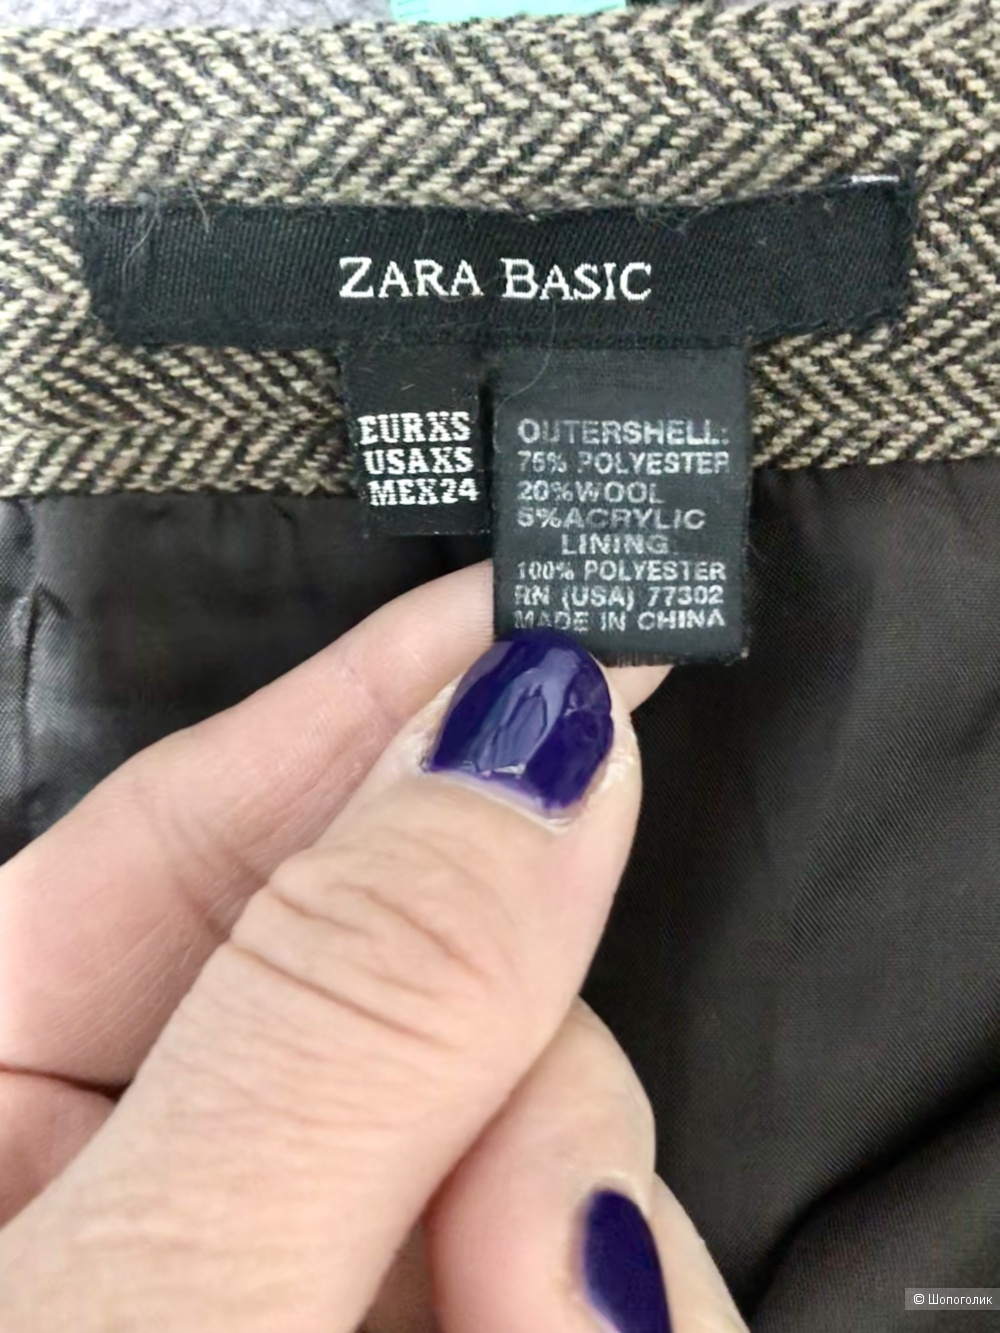 ZARA BASIC
EUR XS
USA XS
MEX 24
OUTERSHELL:
75% POLYESTER
20% WOOL
5% ACRYLIC
LINING
100% POLYESTER
RN (USA) 77302
MADE IN CHINA
© Шопоголик